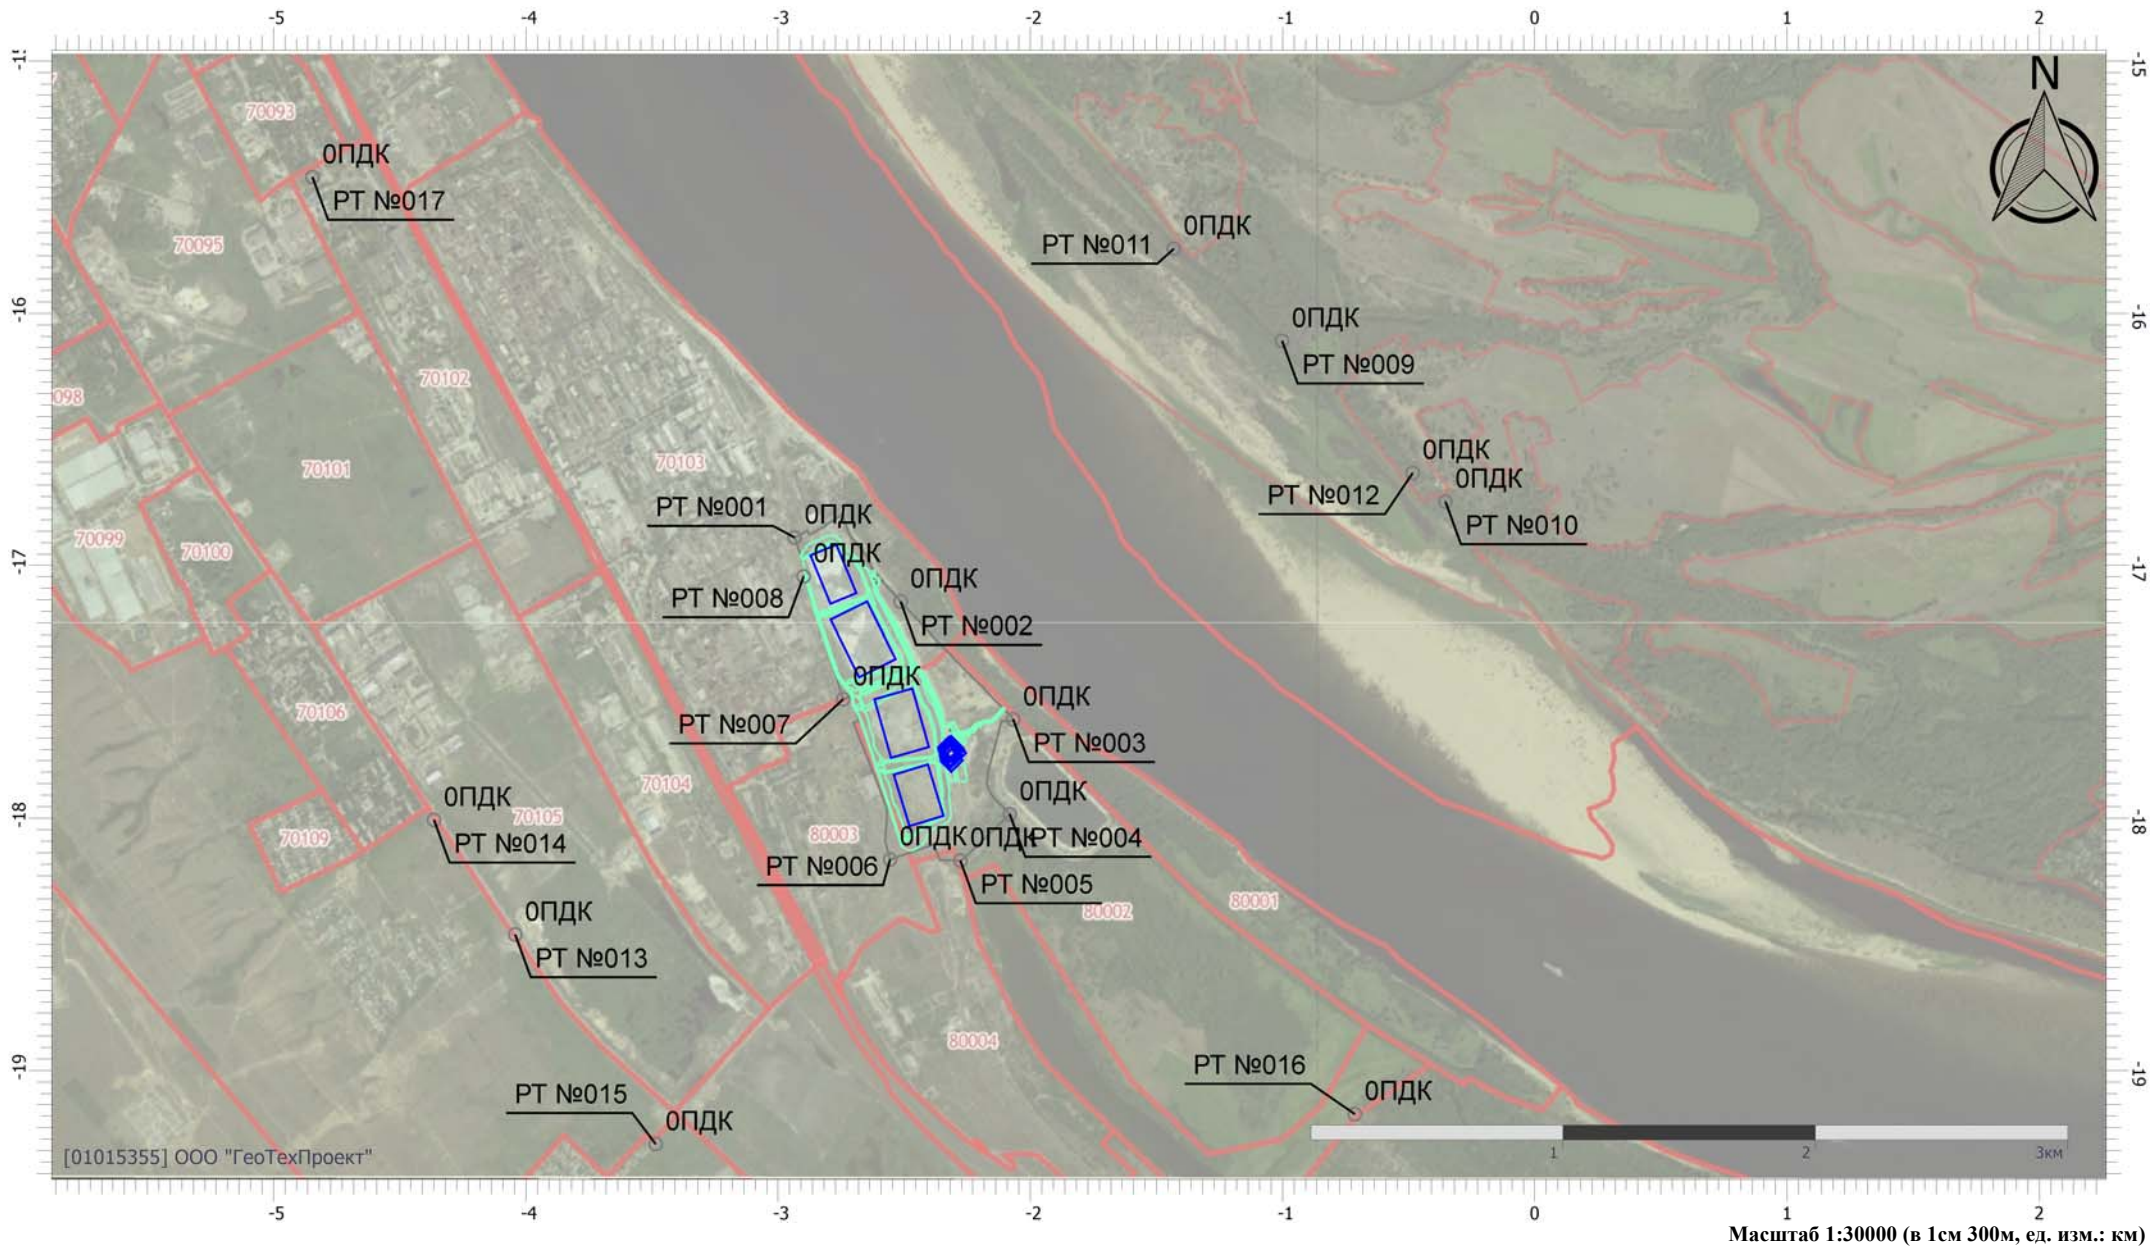 -5 -4 -3 -2 -1 0 1 2
-15
N
70093
0ПДК
РТ №017
70095
0ПДК
РТ №011
-16 -16
0ПДК
РТ №009
70102
098
0ПДК
70103
70101
0ПДК
РТ №012
РТ №001
0ПДК
РТ №010
70099
70100
0ПДК
-17 -17
0ПДК
РТ №008
РТ №002
0ПДК
0ПДК
70106
РТ №007
РТ №003
70104
0ПДК
0ПДК
70105
-18 -18
70109
80003
0ПДК
0ПДК
РТ №004
РТ №014
РТ №006
РТ №005
80001
80002
0ПДК
РТ №013
80004
РТ №016
-19 -19
0ПДК
РТ №015
0ПДК
[01015355] ООО "ГеоТехПроект"
1 2 3км
-5 -4 -3 -2 -1 0 1 2
Масштаб 1:30000 (в 1см 300м, ед. изм.: км)